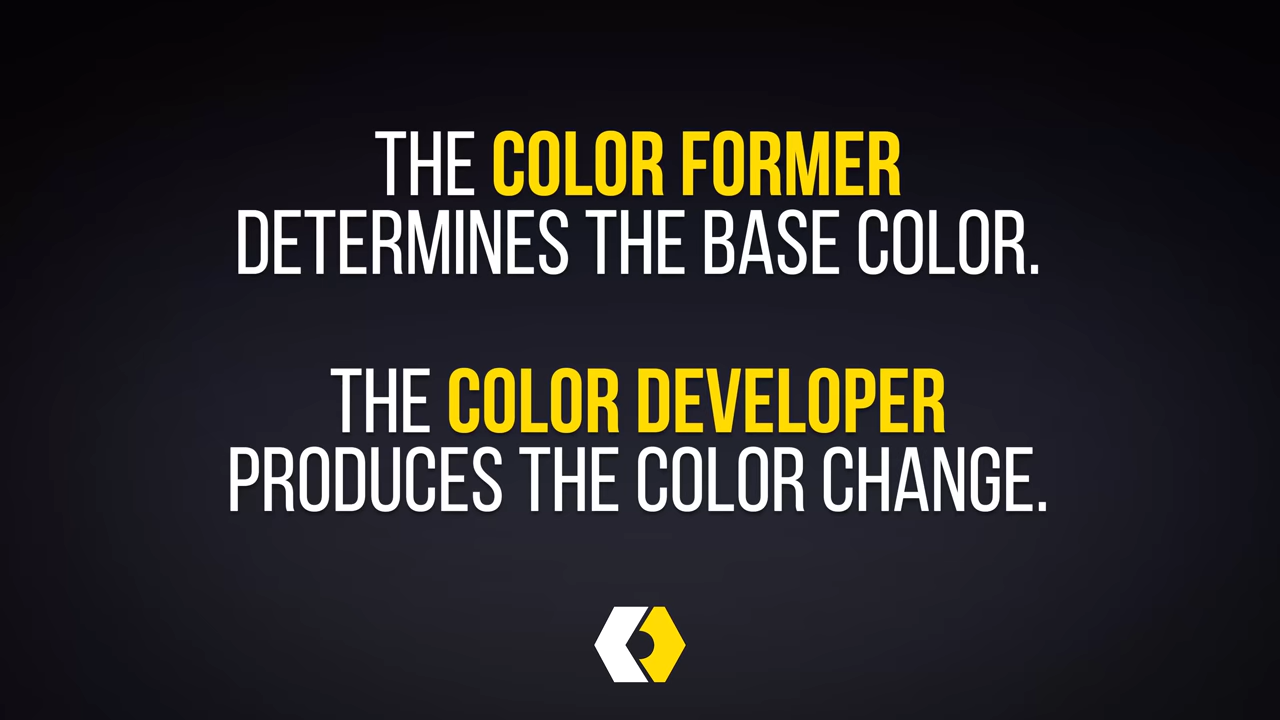 THE COLOR FORMER
DETERMINES THE BASE COLOR.
THE COLOR DEVELOPER
PRODUCES THE COLOR CHANGE.